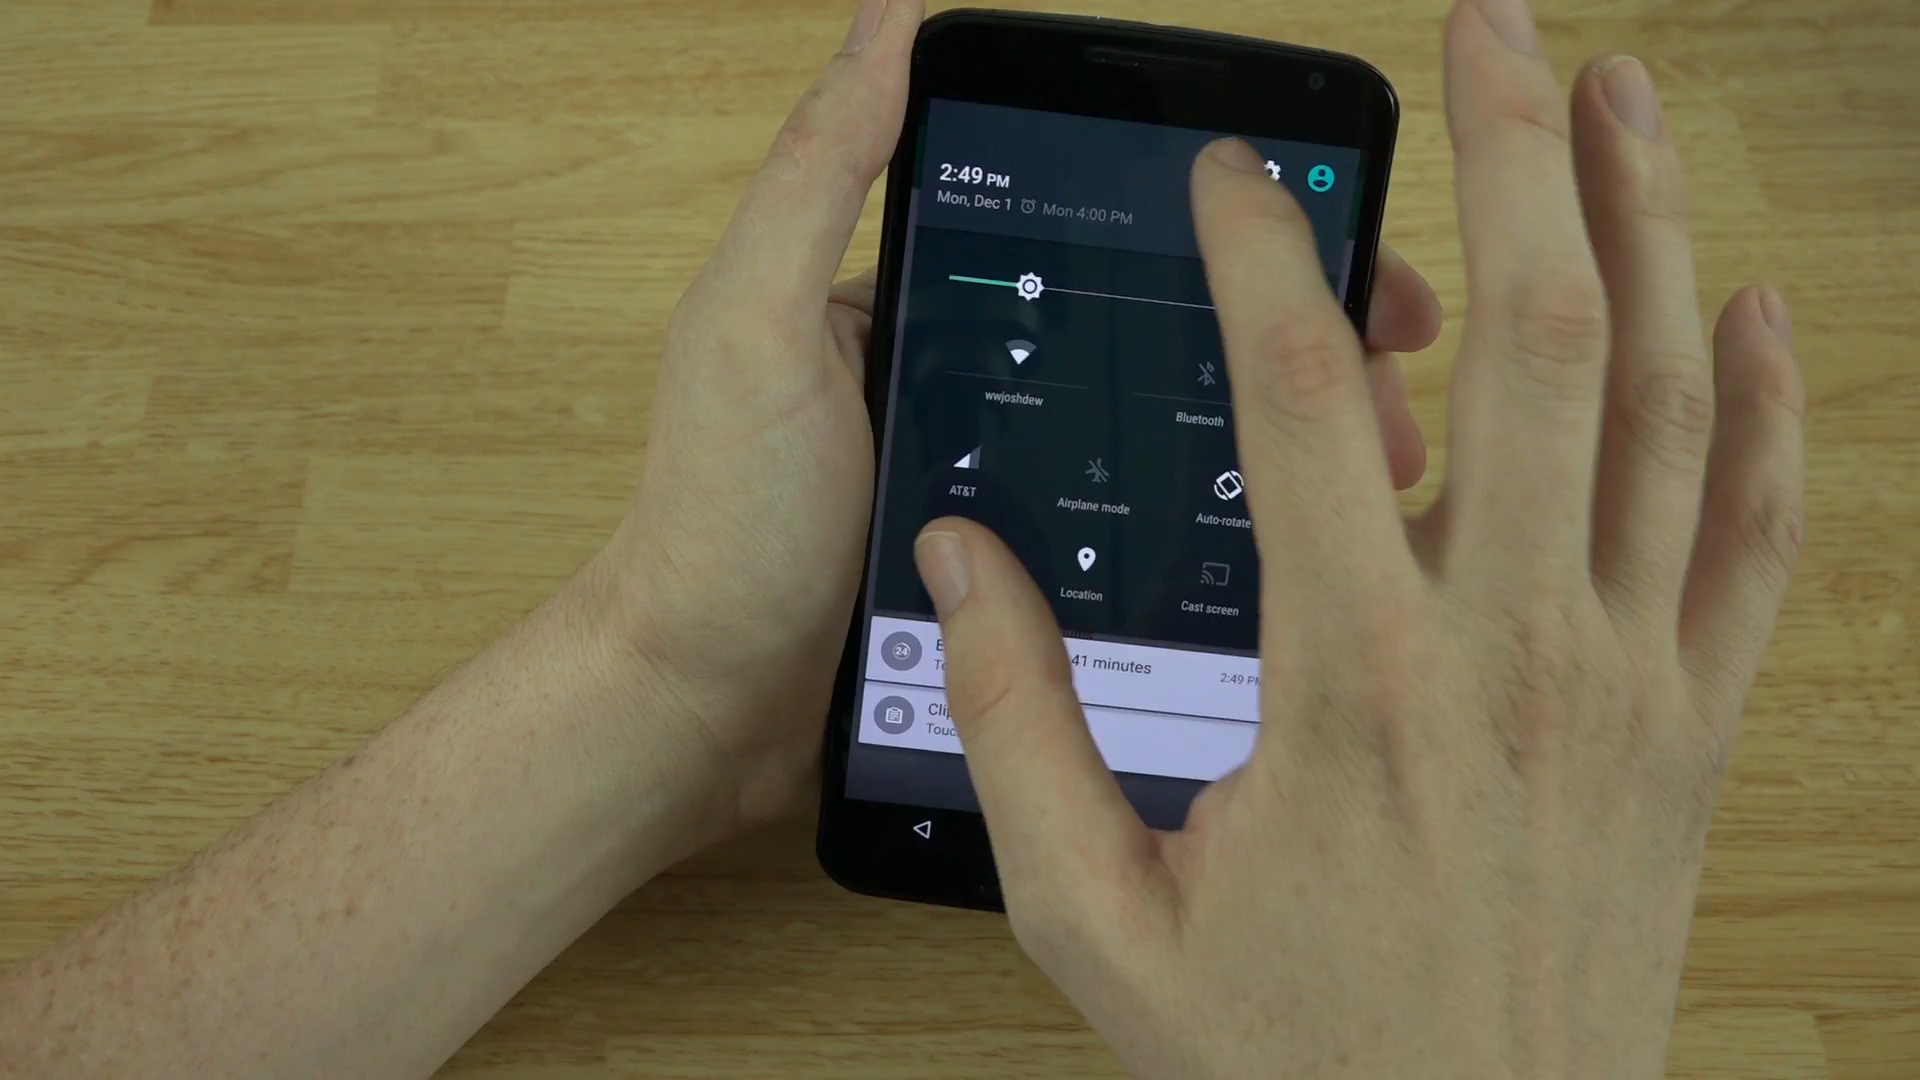 2:49 PM
Mon, Dec 1 Mon 4:00 PM
wwjoshdew
Bluetooth
AT&T
Airplane mode
Auto-rotate
Location
Cast screen
24
41 minutes
2:49 PM